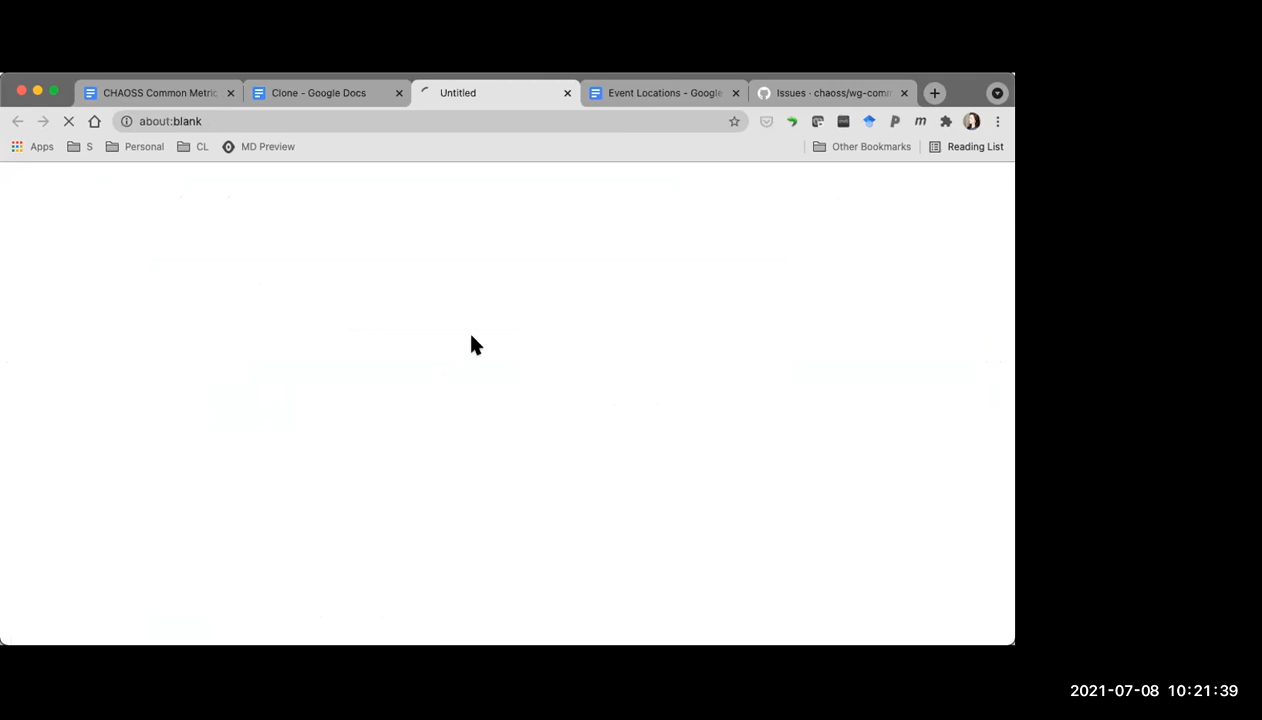 CHAOSS Common Metric
Clone - Google Docs
Untitled
Event Locations - Google
Issues · chaoss/wg-comm
about:blank
Apps
S
Personal
CL
MD Preview
Other Bookmarks
Reading List
2021-07-08 10:21:39